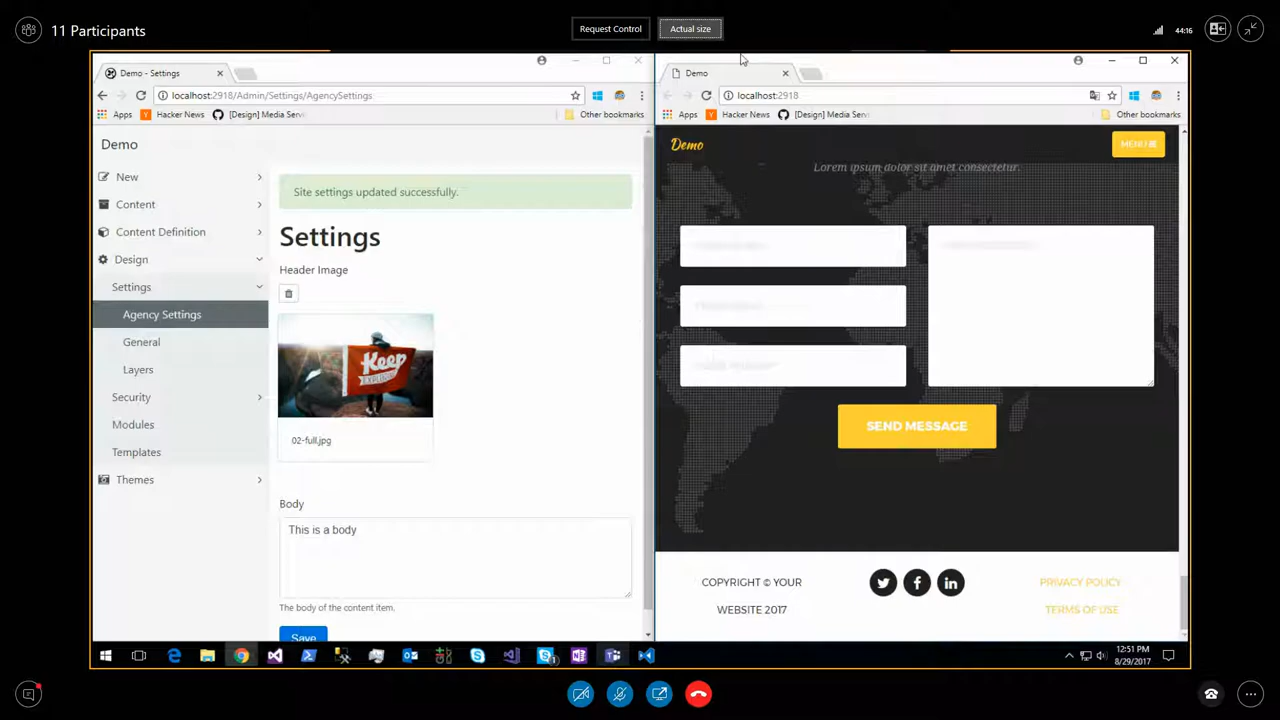 11 Participants
Request Control
Actual size
44:16
Demo - Settings
localhost:2918/Admin/Settings/AgencySettings
Apps
Hacker News
[Design] Media Serv
Other bookmarks
Demo
New
Content
Content Definition
Design
Settings
Agency Settings
General
Layers
Security
Modules
Templates
Themes
Site settings updated successfully.
Settings
Header Image
Keep
02-full.jpg
Body
This is a body
The body of the content item.
Save
Demo
localhost:2918
Apps
Hacker News
[Design] Media Serv
Other bookmarks
Demo
MENU
Lorem ipsum dolor sit amet consectetur.
SEND MESSAGE
COPYRIGHT © YOUR
WEBSITE 2017
PRIVACY POLICY
TERMS OF USE
12:51 PM
8/29/2017